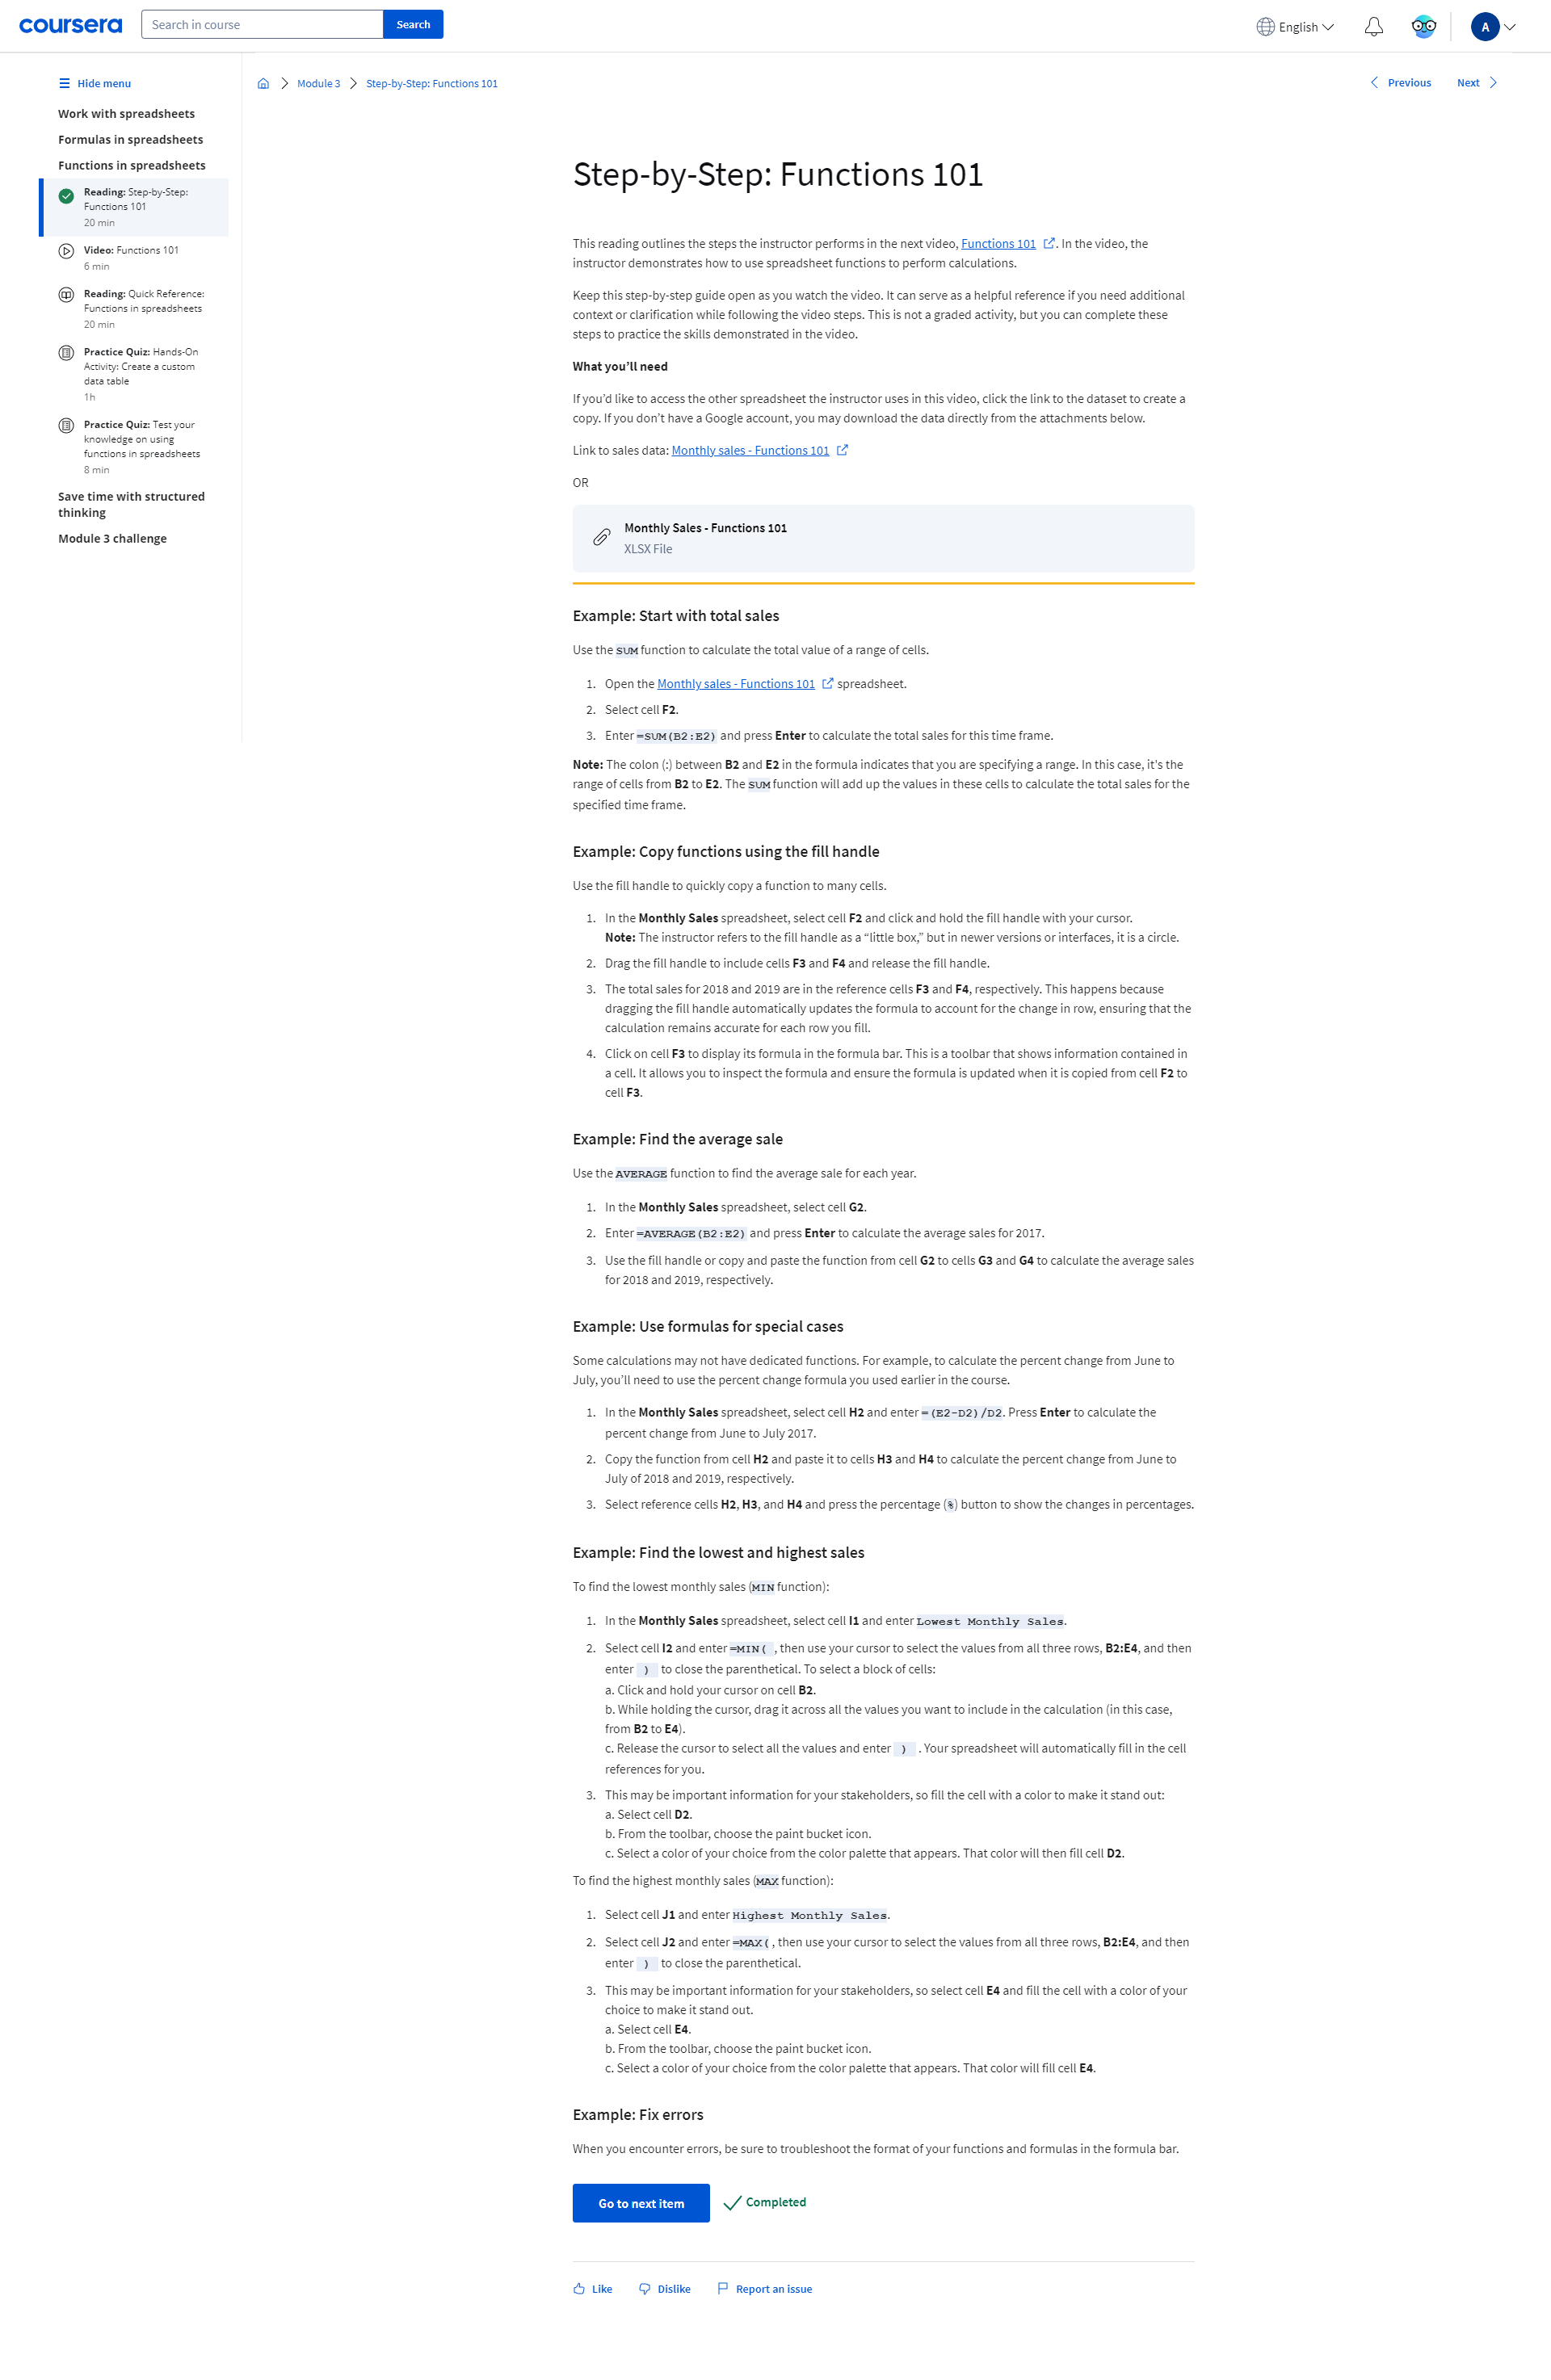 coursera
Search in course
Search
English
A
Hide menu
Work with spreadsheets
Formulas in spreadsheets
Functions in spreadsheets
Reading: Step-by-Step:
Functions 101
20 min
Video: Functions 101
6 min
Reading: Quick Reference:
Functions in spreadsheets
20 min
Practice Quiz: Hands-On
Activity: Create a custom
data table
1h
Practice Quiz: Test your
knowledge on using
functions in spreadsheets
8 min
Save time with structured
thinking
Module 3 challenge
Module 3
Step-by-Step: Functions 101
Previous
Next
Step-by-Step: Functions 101
This reading outlines the steps the instructor performs in the next video, Functions 101. In the video, the
instructor demonstrates how to use spreadsheet functions to perform calculations.
Keep this step-by-step guide open as you watch the video. It can serve as a helpful reference if you need additional
context or clarification while following the video steps. This is not a graded activity, but you can complete these
steps to practice the skills demonstrated in the video.
What you’ll need
If you’d like to access the other spreadsheet the instructor uses in this video, click the link to the dataset to create a
copy. If you don't have a Google account, you may download the data directly from the attachments below.
Link to sales data: Monthly sales - Functions 101
OR
Monthly Sales - Functions 101
XLSX File
Example: Start with total sales
Use the SUM function to calculate the total value of a range of cells.
1. Open the Monthly sales - Functions 101 spreadsheet.
2. Select cell F2.
3. Enter =SUM(B2:E2) and press Enter to calculate the total sales for this time frame.
Note: The colon (:) between B2 and E2 in the formula indicates that you are specifying a range. In this case, it's the
range of cells from B2 to E2. The SUM function will add up the values in these cells to calculate the total sales for the
specified time frame.
Example: Copy functions using the fill handle
Use the fill handle to quickly copy a function to many cells.
1. In the Monthly Sales spreadsheet, select cell F2 and click and hold the fill handle with your cursor.
Note: The instructor refers to the fill handle as a “little box,” but in newer versions or interfaces, it is a circle.
2. Drag the fill handle to include cells F3 and F4 and release the fill handle.
3. The total sales for 2018 and 2019 are in the reference cells F3 and F4, respectively. This happens because
dragging the fill handle automatically updates the formula to account for the change in row, ensuring that the
calculation remains accurate for each row you fill.
4. Click on cell F3 to display its formula in the formula bar. This is a toolbar that shows information contained in
a cell. It allows you to inspect the formula and ensure the formula is updated when it is copied from cell F2 to
cell F3.
Example: Find the average sale
Use the AVERAGE function to find the average sale for each year.
1. In the Monthly Sales spreadsheet, select cell G2.
2. Enter =AVERAGE(B2:E2) and press Enter to calculate the average sales for 2017.
3. Use the fill handle or copy and paste the function from cell G2 to cells G3 and G4 to calculate the average sales
for 2018 and 2019, respectively.
Example: Use formulas for special cases
Some calculations may not have dedicated functions. For example, to calculate the percent change from June to
July, you’ll need to use the percent change formula you used earlier in the course.
1. In the Monthly Sales spreadsheet, select cell H2 and enter =(E2-D2)/D2. Press Enter to calculate the
percent change from June to July 2017.
2. Copy the function from cell H2 and paste it to cells H3 and H4 to calculate the percent change from June to
July of 2018 and 2019, respectively.
3. Select reference cells H2, H3, and H4 and press the percentage (%) button to show the changes in percentages.
Example: Find the lowest and highest sales
To find the lowest monthly sales (MIN function):
1. In the Monthly Sales spreadsheet, select cell I1 and enter Lowest Monthly Sales.
2. Select cell I2 and enter =MIN( , then use your cursor to select the values from all three rows, B2:E4, and then
enter ) to close the parenthetical. To select a block of cells:
a. Click and hold your cursor on cell B2.
b. While holding the cursor, drag it across all the values you want to include in the calculation (in this case,
from B2 to E4).
c. Release the cursor to select all the values and enter ) . Your spreadsheet will automatically fill in the cell
references for you.
3. This may be important information for your stakeholders, so fill the cell with a color to make it stand out:
a. Select cell D2.
b. From the toolbar, choose the paint bucket icon.
c. Select a color of your choice from the color palette that appears. That color will then fill cell D2.
To find the highest monthly sales (MAX function):
1. Select cell J1 and enter Highest Monthly Sales.
2. Select cell J2 and enter =MAX( , then use your cursor to select the values from all three rows, B2:E4, and then
enter ) to close the parenthetical.
3. This may be important information for your stakeholders, so select cell E4 and fill the cell with a color of your
choice to make it stand out.
a. Select cell E4.
b. From the toolbar, choose the paint bucket icon.
c. Select a color of your choice from the color palette that appears. That color will fill cell E4.
Example: Fix errors
When you encounter errors, be sure to troubleshoot the format of your functions and formulas in the formula bar.
Go to next item
Completed
Like
Dislike
Report an issue